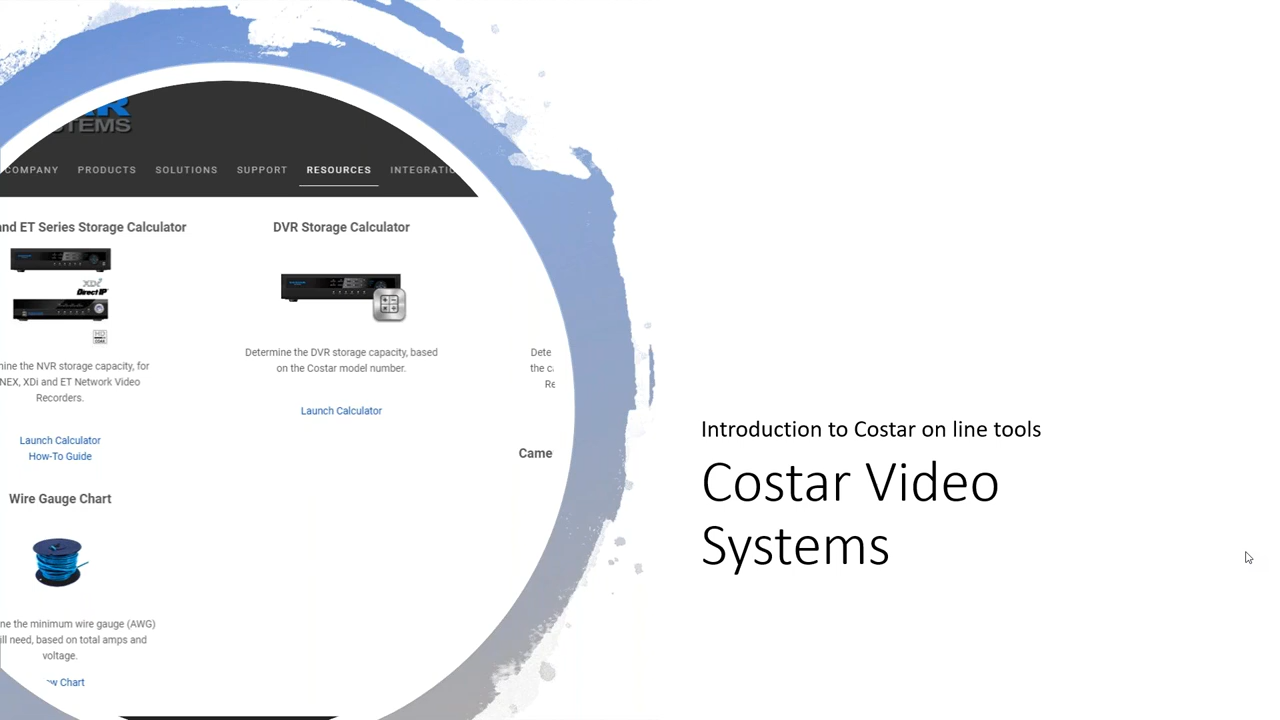 STEMS
COMPANY
PRODUCTS
SOLUTIONS
SUPPORT
RESOURCES
INTEGRATIO
nd ET Series Storage Calculator
XDi
Direct IP
HD
mine the NVR storage capacity, for
NEX, XDi and ET Network Video
Recorders.
Launch Calculator
How-To Guide
DVR Storage Calculator
Determine the DVR storage capacity, based
on the Costar model number.
Launch Calculator
Dete
the ca
Re
Came
Wire Gauge Chart
ne the minimum wire gauge (AWG)
ill need, based on total amps and
voltage.
w Chart
Introduction to Costar on line tools
Costar Video
Systems